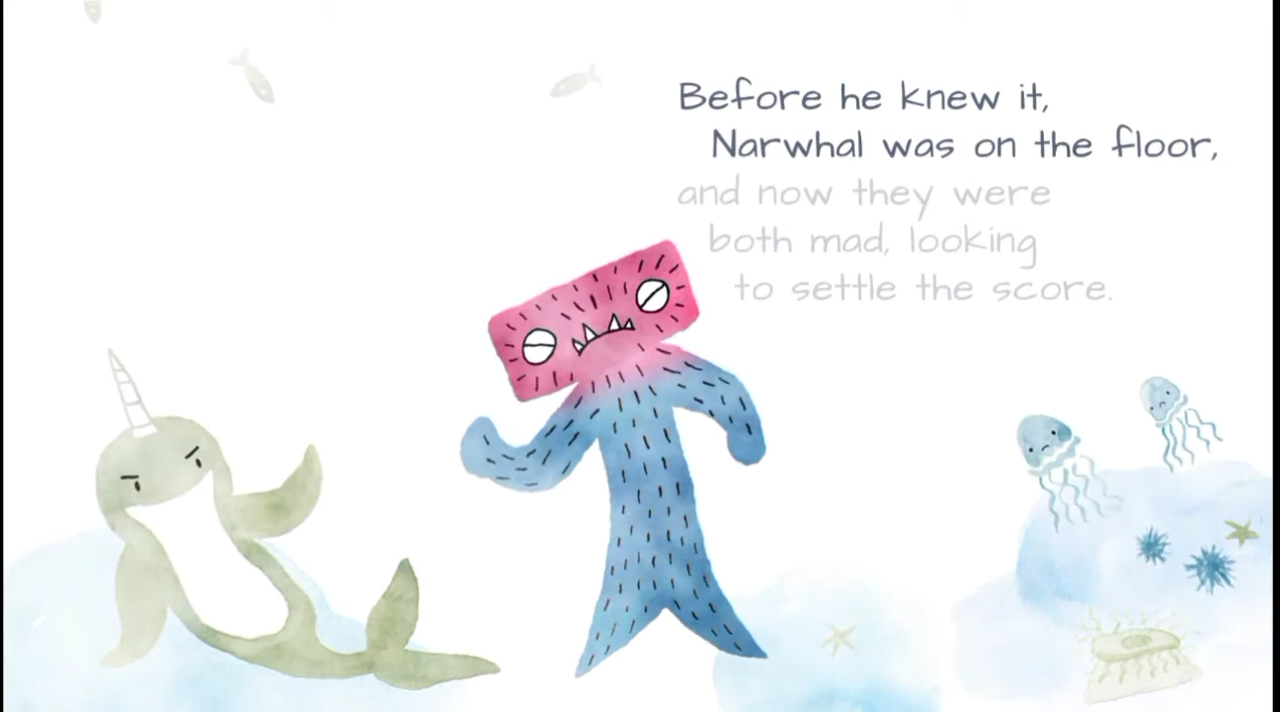 Before he knew it,
Narwhal was on the floor,
and now they were
both mad, looking
to settle the score.